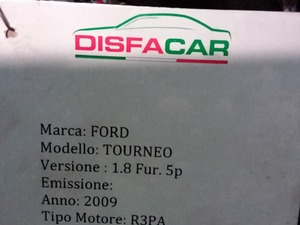 DISFACAR
Marca: FORD
Modello: TOURNEO
Versione : 1.8 Fur. 5p
Emissione:
Anno: 2009
Tipo Motore: R3PA